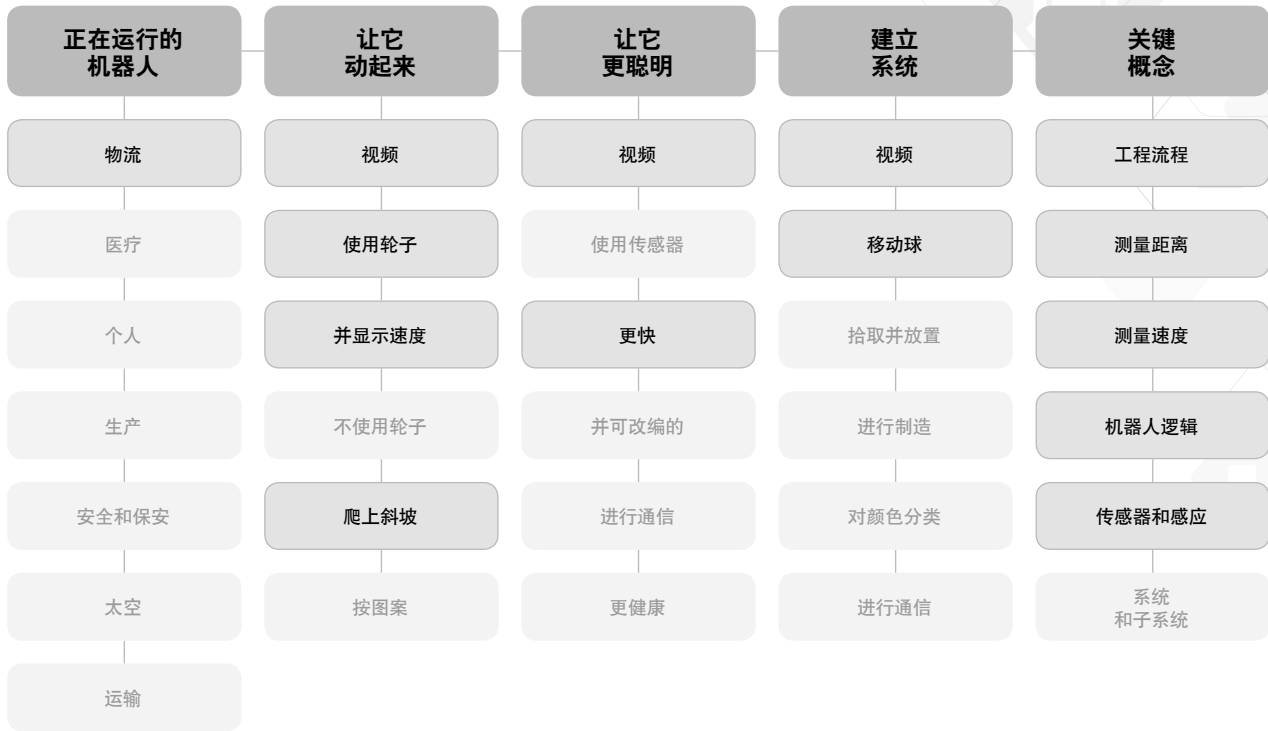 正在运行的
机器人
让它
动起来
让它
更聪明
建立
系统
关键
概念
物流
视频
视频
视频
工程流程
医疗
使用轮子
使用传感器
移动球
测量距离
个人
并显示速度
更快
拾取并放置
测量速度
生产
不使用轮子
并可改编的
进行制造
机器人逻辑
安全和保安
爬上斜坡
进行通信
对颜色分类
传感器和感应
太空
按图案
更健康
进行通信
系统
和子系统
运输